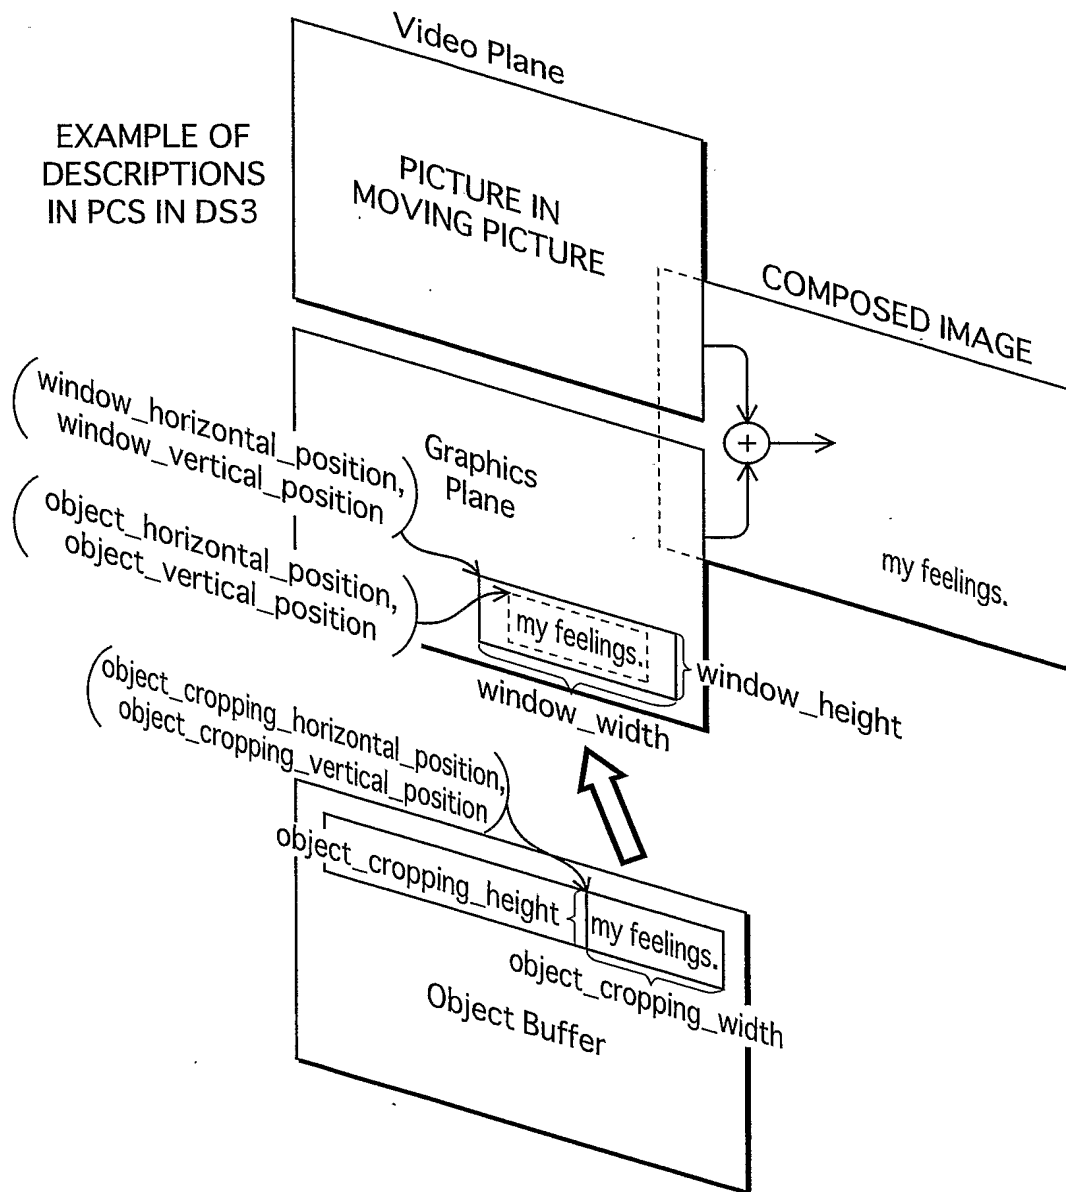 Video Plane
EXAMPLE OF
DESCRIPTIONS
IN PCS IN DS3
PICTURE IN
MOVING PICTURE
COMPOSED IMAGE
(window_horizontal_position,
window_vertical_position)
Graphics
Plane
(object_horizontal_position,
object_vertical_position)
+
my feelings.
my feelings.
window_height
window_width
(object_cropping_horizontal_position,
object_cropping_vertical_position)
object_cropping_height
my feelings.
object_cropping_width
Object Buffer